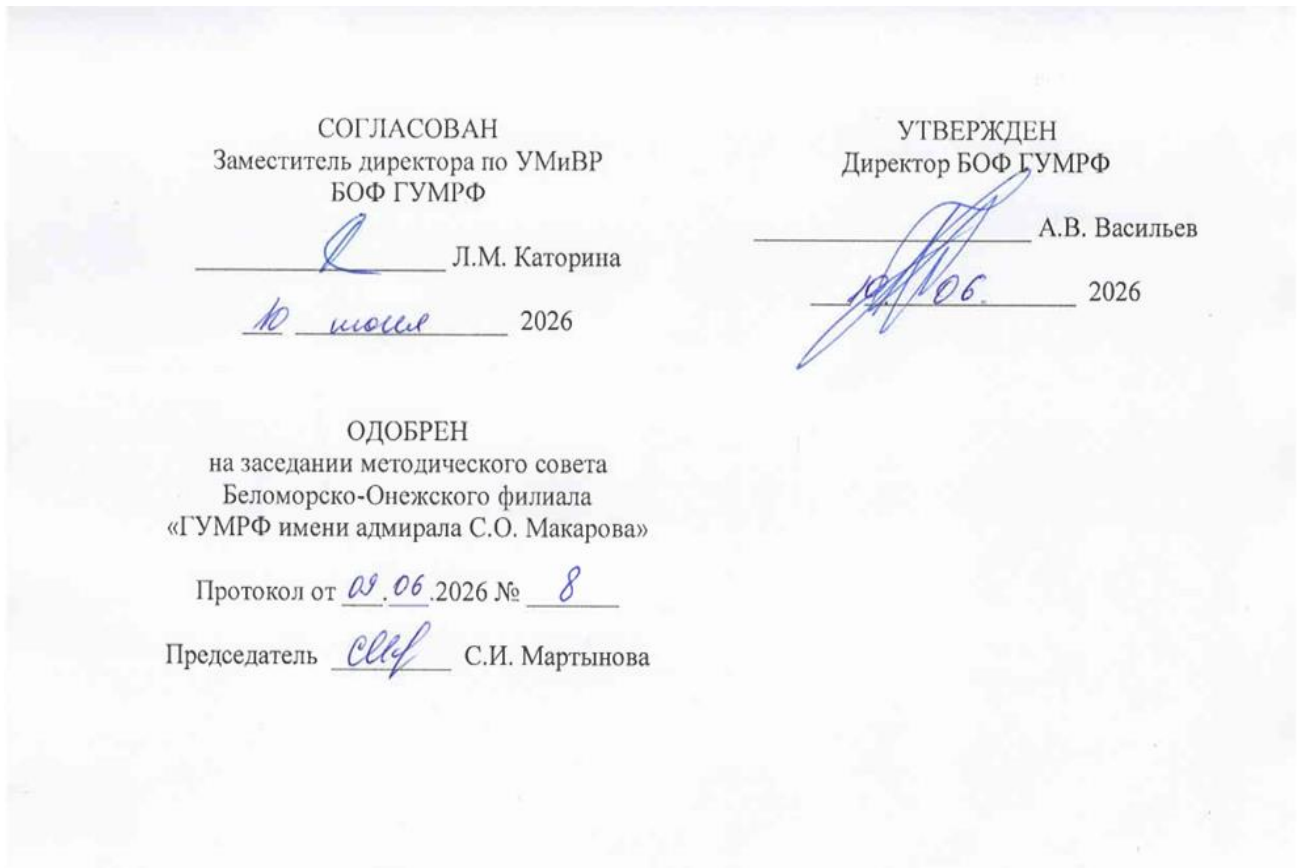 СОГЛАСОВАН
Заместитель директора по УМиВР
БОФ ГУМРФ
Л.М. Каторина
10 июня 2026
УТВЕРЖДЕН
Директор БОФ ГУМРФ
А.В. Васильев
10 06. 2026
ОДОБРЕН
на заседании методического совета
Беломорско-Онежского филиала
«ГУМРФ имени адмирала С.О. Макарова»
Протокол от 09.06.2026 № 8
Председатель С.И. Мартынова